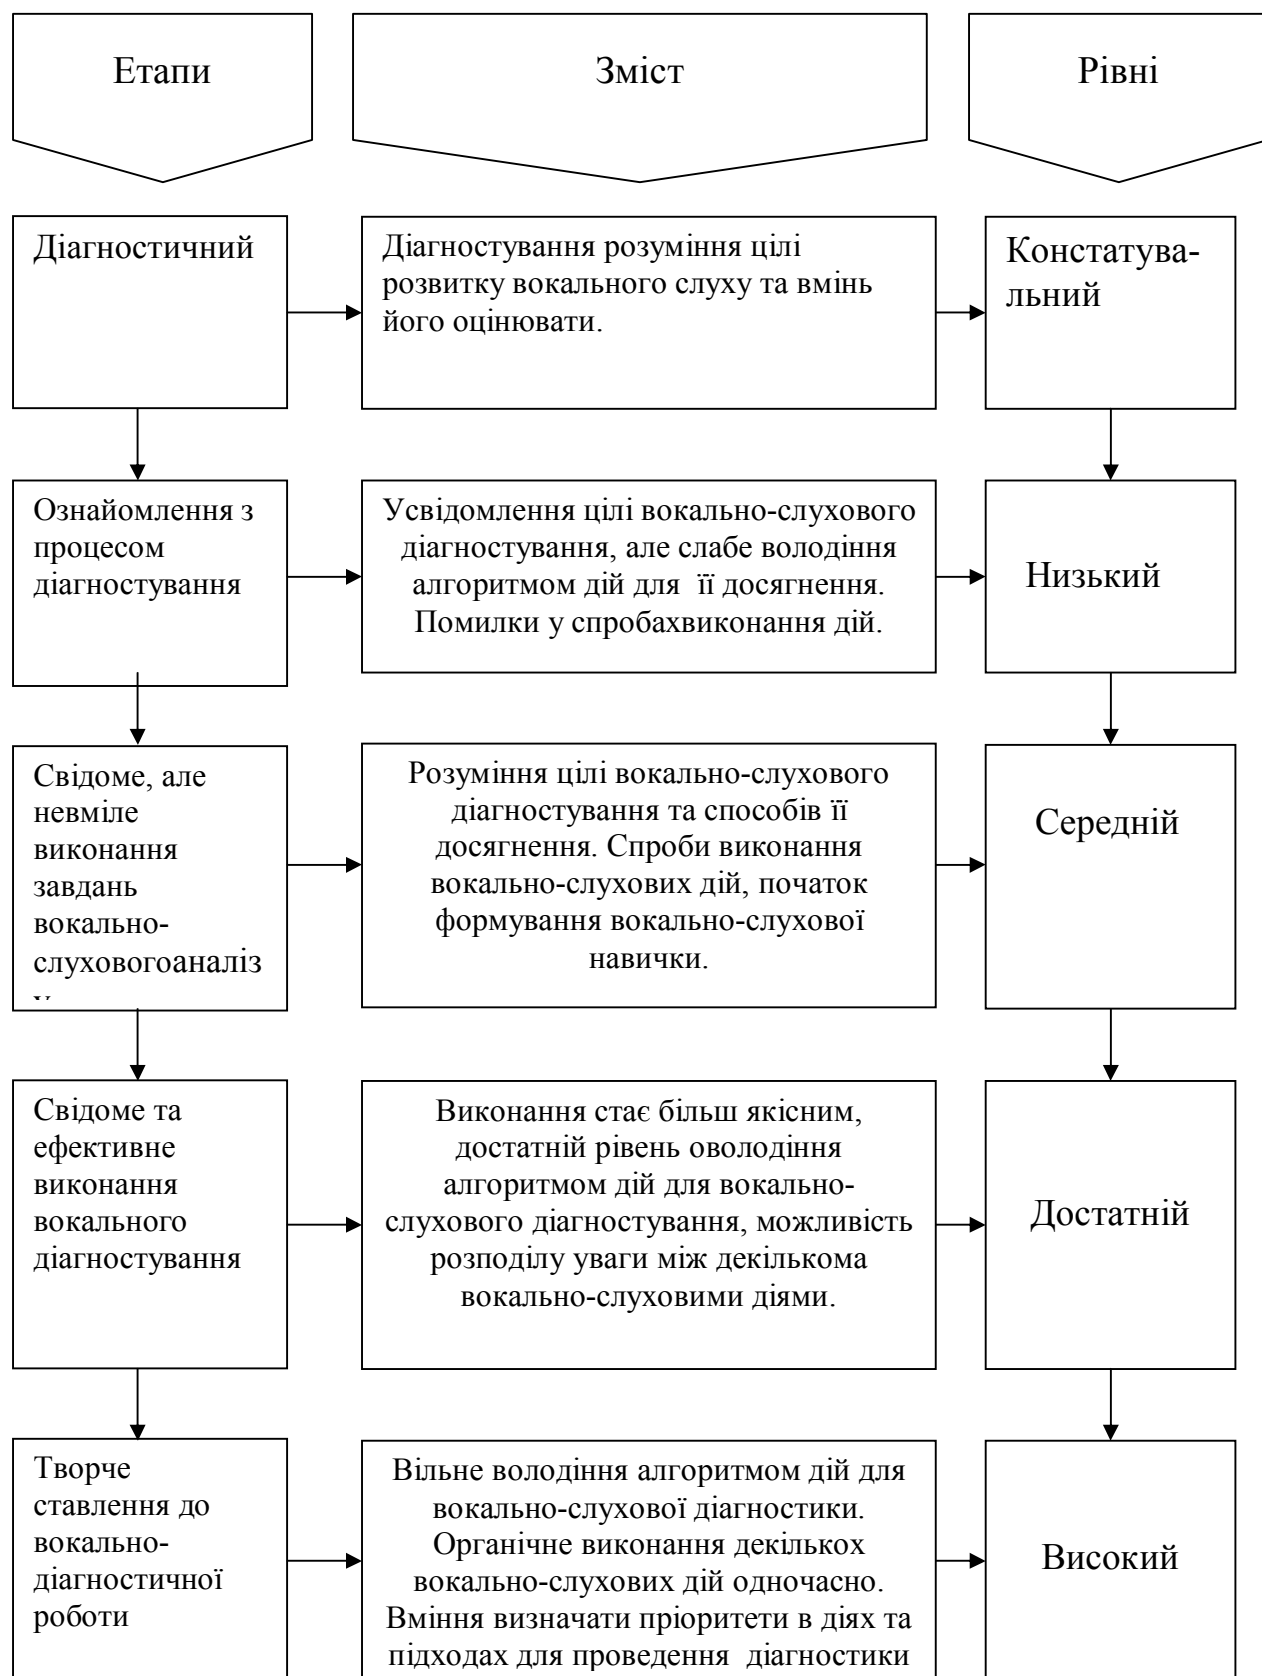 Етапи
Зміст
Рівні
Діагностичний
Діагностування розуміння цілі
розвитку вокального слуху та вмінь
його оцінювати.
Констатува-
льний
Ознайомлення з
процесом
діагностування
Усвідомлення цілі вокально-слухового
діагностування, але слабе володіння
алгоритмом дій для  її досягнення.
Помилки у спробахвиконання дій.
Низький
Свідоме, але
невміле
виконання
завдань
вокально-
слуховогоаналіз
у
Розуміння цілі вокально-слухового
діагностування та способів її
досягнення. Спроби виконання
вокально-слухових дій, початок
формування вокально-слухової
навички.
Середній
Свідоме та
ефективне
виконання
вокального
діагностування
Виконання стає більш якісним,
достатній рівень оволодіння
алгоритмом дій для вокально-
слухового діагностування, можливість
розподілу уваги між декількома
вокально-слуховими діями.
Достатній
Творче
ставлення до
вокально-
діагностичної
роботи
Вільне володіння алгоритмом дій для
вокально-слухової діагностики.
Органічне виконання декількох
вокально-слухових дій одночасно.
Вміння визначати пріоритети в діях та
підходах для проведення  діагностики
Високий